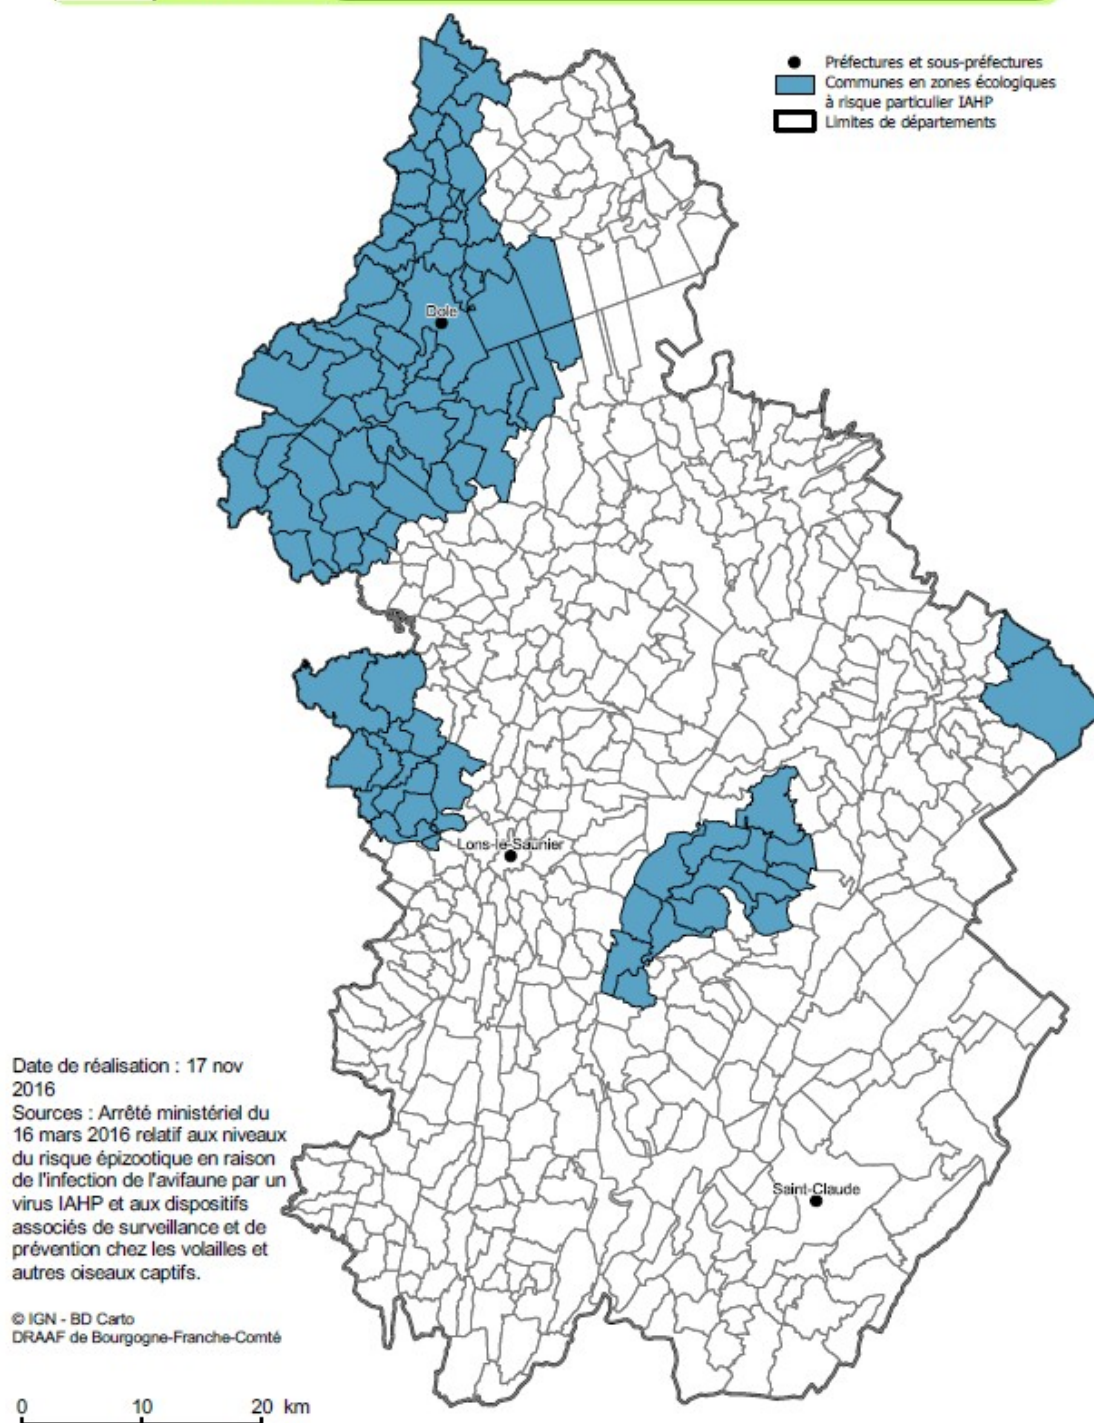 Préfectures et sous-préfectures
Communes en zones écologiques
à risque particulier IAHP
Limites de départements
Dole
Lons-le-Saunier
Saint-Claude
Date de réalisation : 17 nov
2016
Sources : Arrêté ministériel du
16 mars 2016 relatif aux niveaux
du risque épizootique en raison
de l'infection de l'avifaune par un
virus IAHP et aux dispositifs
associés de surveillance et de
prévention chez les volailles et
autres oiseaux captifs.
© IGN - BD Carto
DRAAF de Bourgogne-Franche-Comté
0 10 20 km